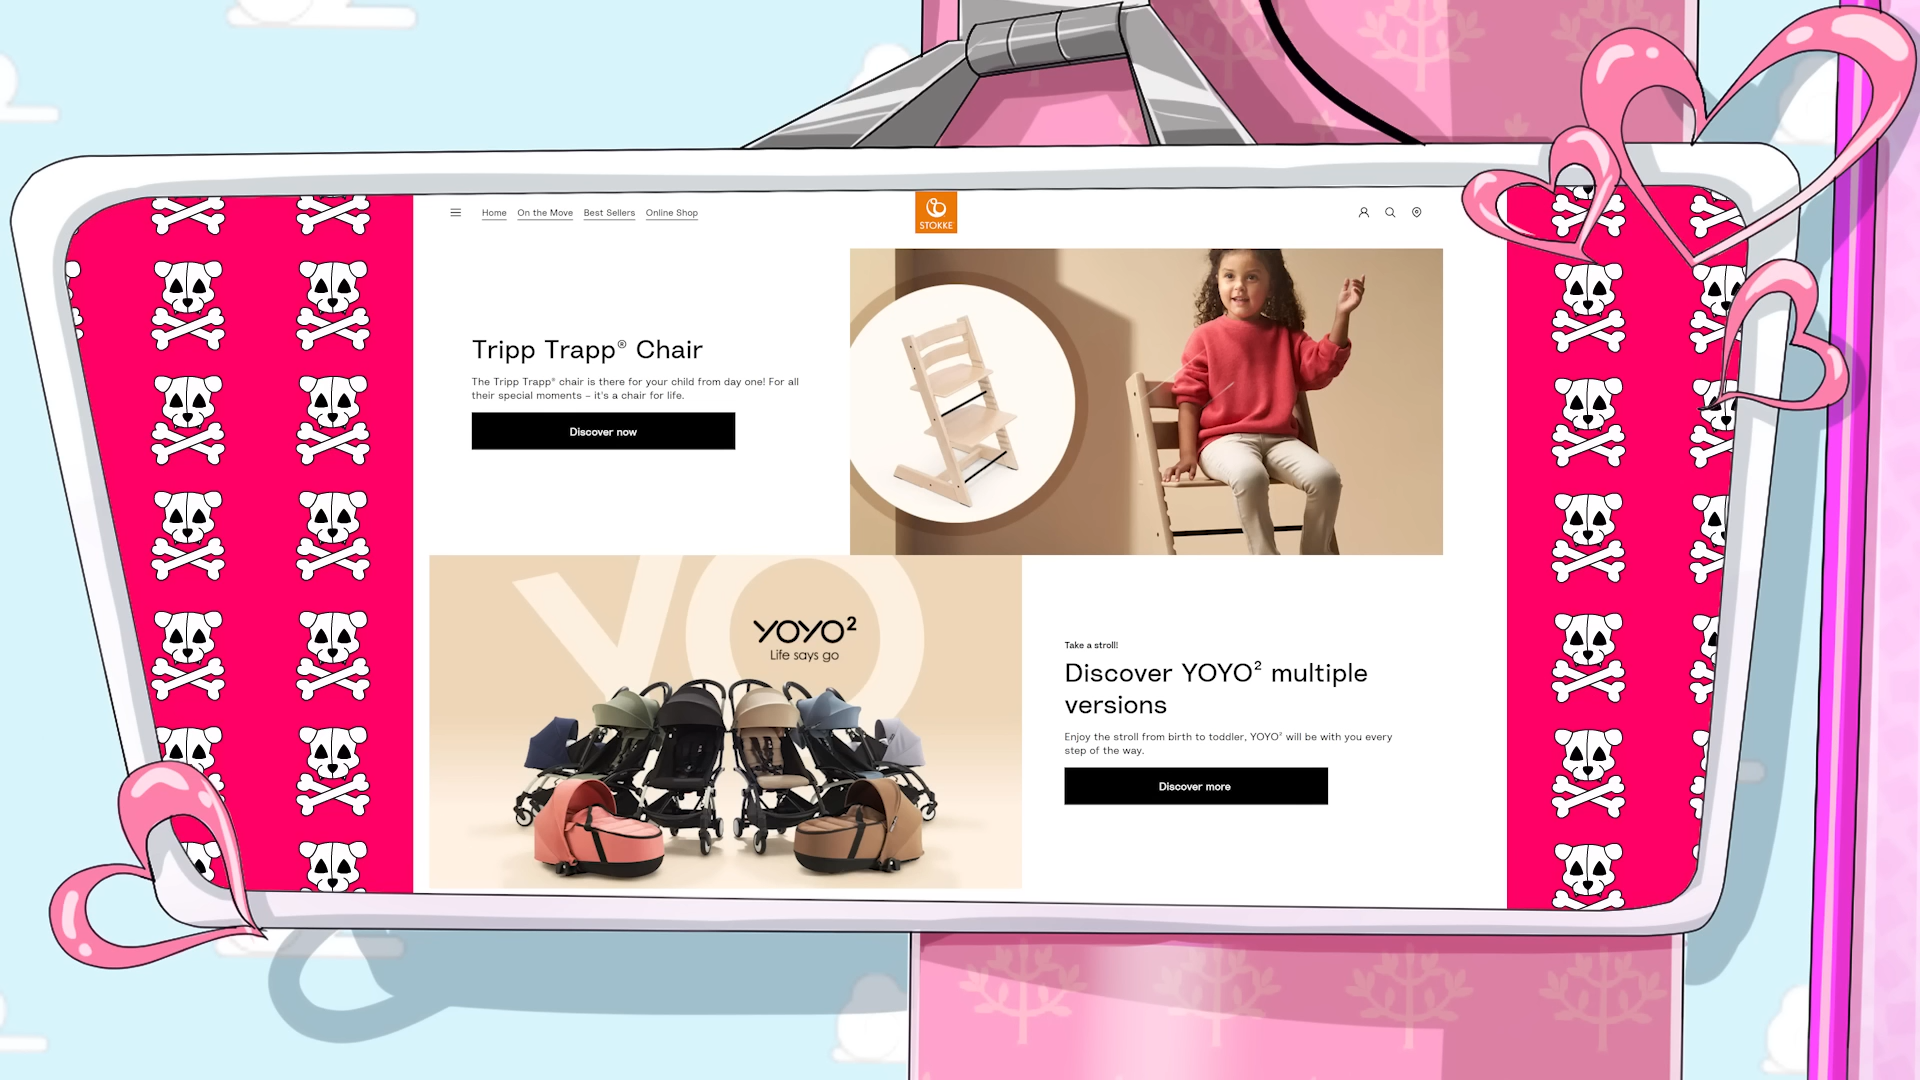 Home On the Move Best Sellers Online Shop
STOKKE
Tripp Trapp® Chair
The Tripp Trapp® chair is there for your child from day one! For all
their special moments – it's a chair for life.
Discover now
YO
YOYO²
Life says go
Take a stroll!
Discover YOYO² multiple
versions
Enjoy the stroll from birth to toddler, YOYO² will be with you every
step of the way.
Discover more